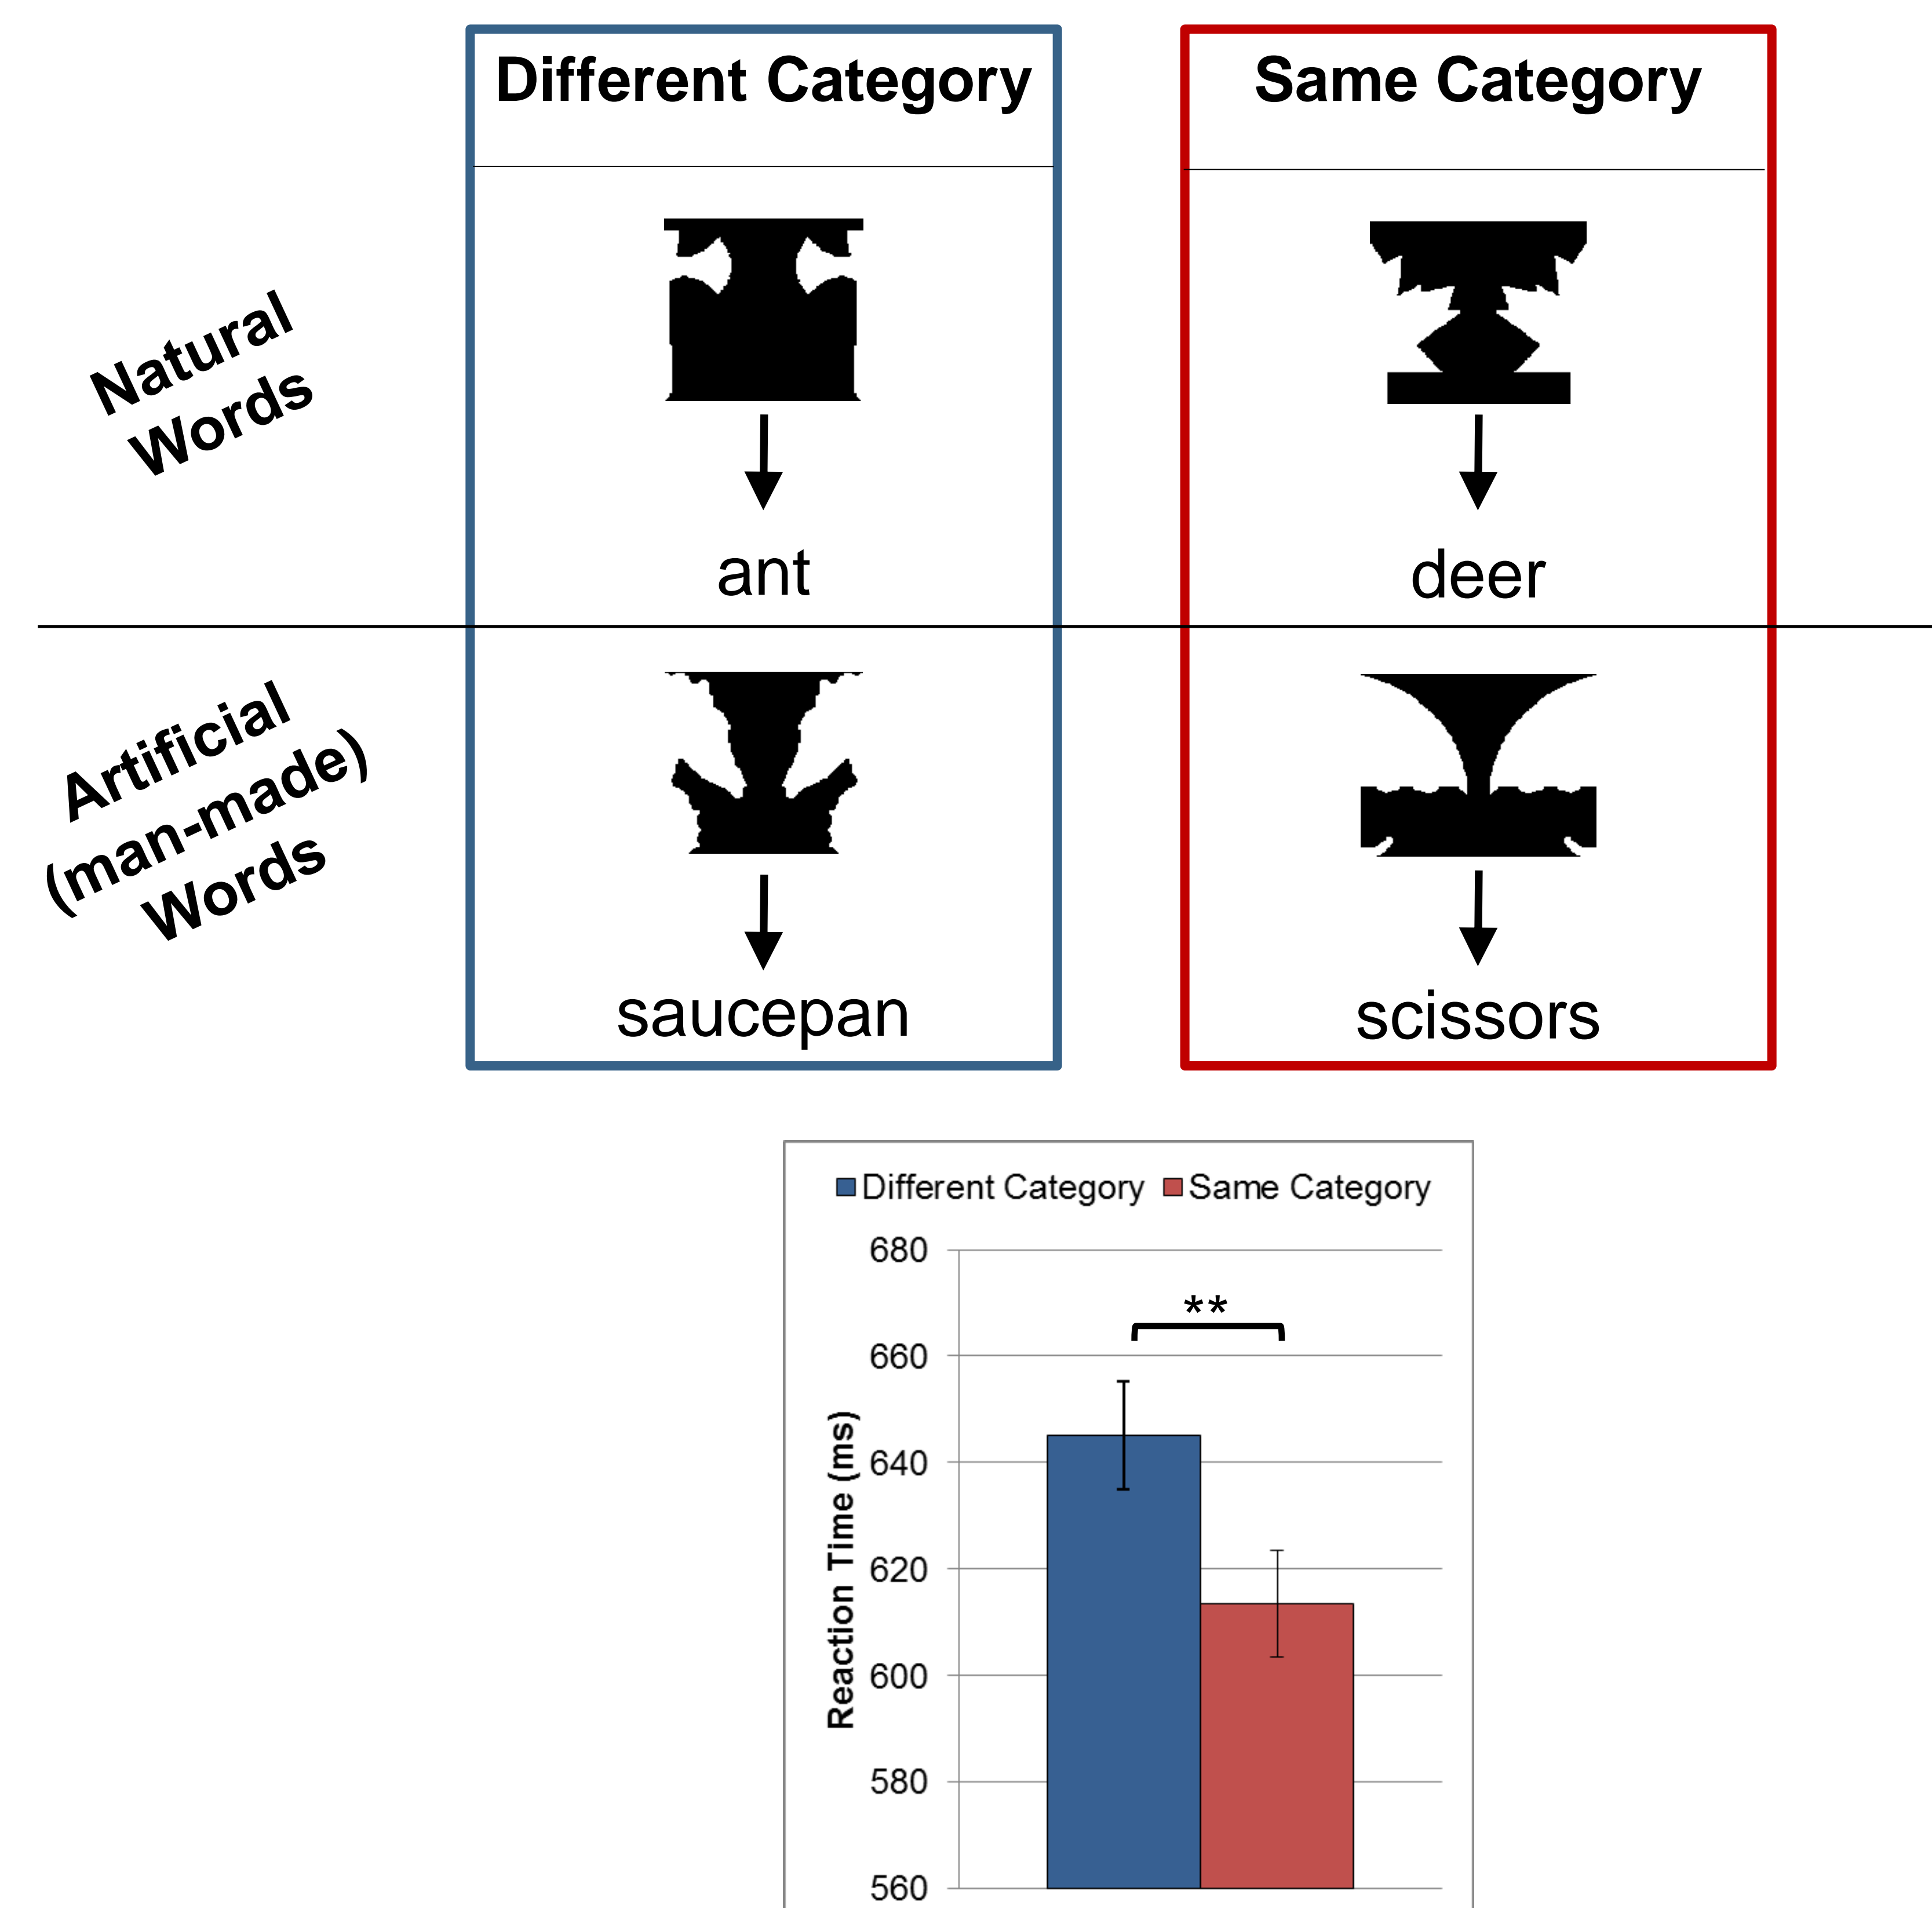 Different Category
Same Category
Natural
Words
ant
deer
Artificial
(man-made)
Words
saucepan
scissors
Different Category Same Category
680
**
660
640
620
600
580
560
Reaction Time (ms)